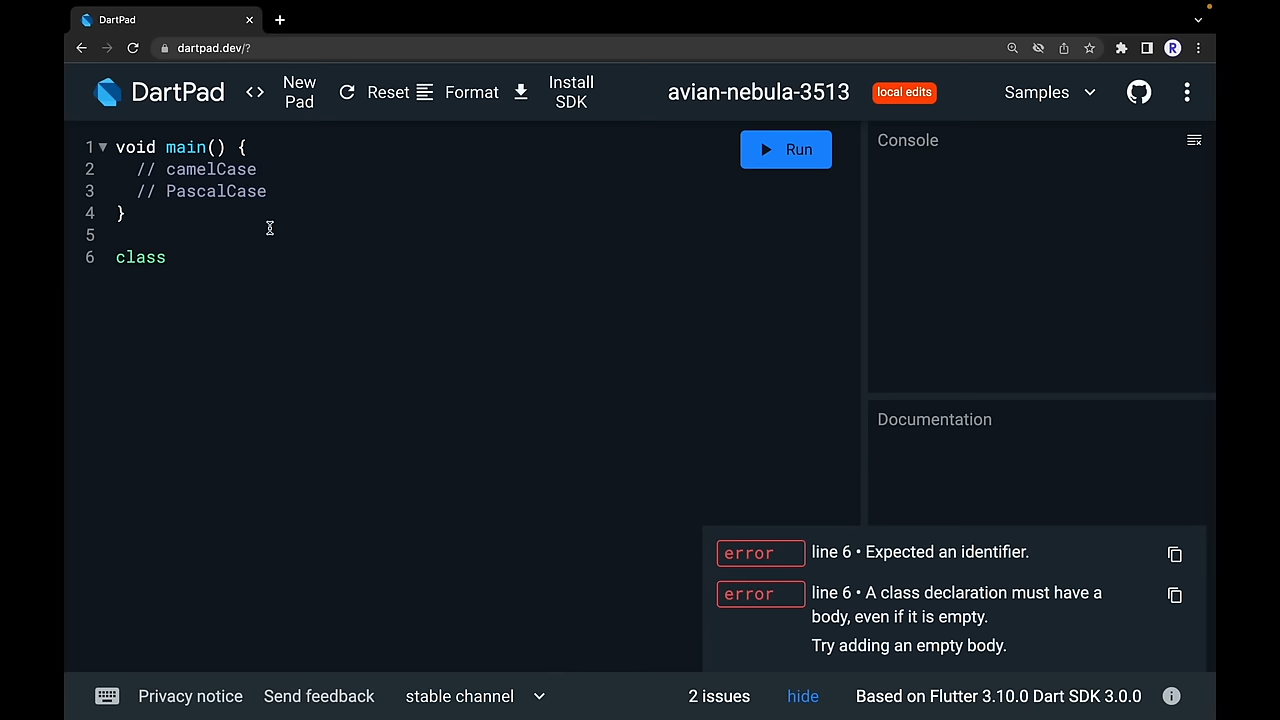 DartPad
dartpad.dev/?
R
DartPad
<> New Pad
Reset
Format
Install SDK
avian-nebula-3513
local edits
Samples
1 void main() {
2 // camelCase
3 // PascalCase
4 }
5
6 class
Run
Console
Documentation
error line 6 • Expected an identifier.
error line 6 • A class declaration must have a
body, even if it is empty.
Try adding an empty body.
Privacy notice
Send feedback
stable channel
2 issues
hide
Based on Flutter 3.10.0 Dart SDK 3.0.0